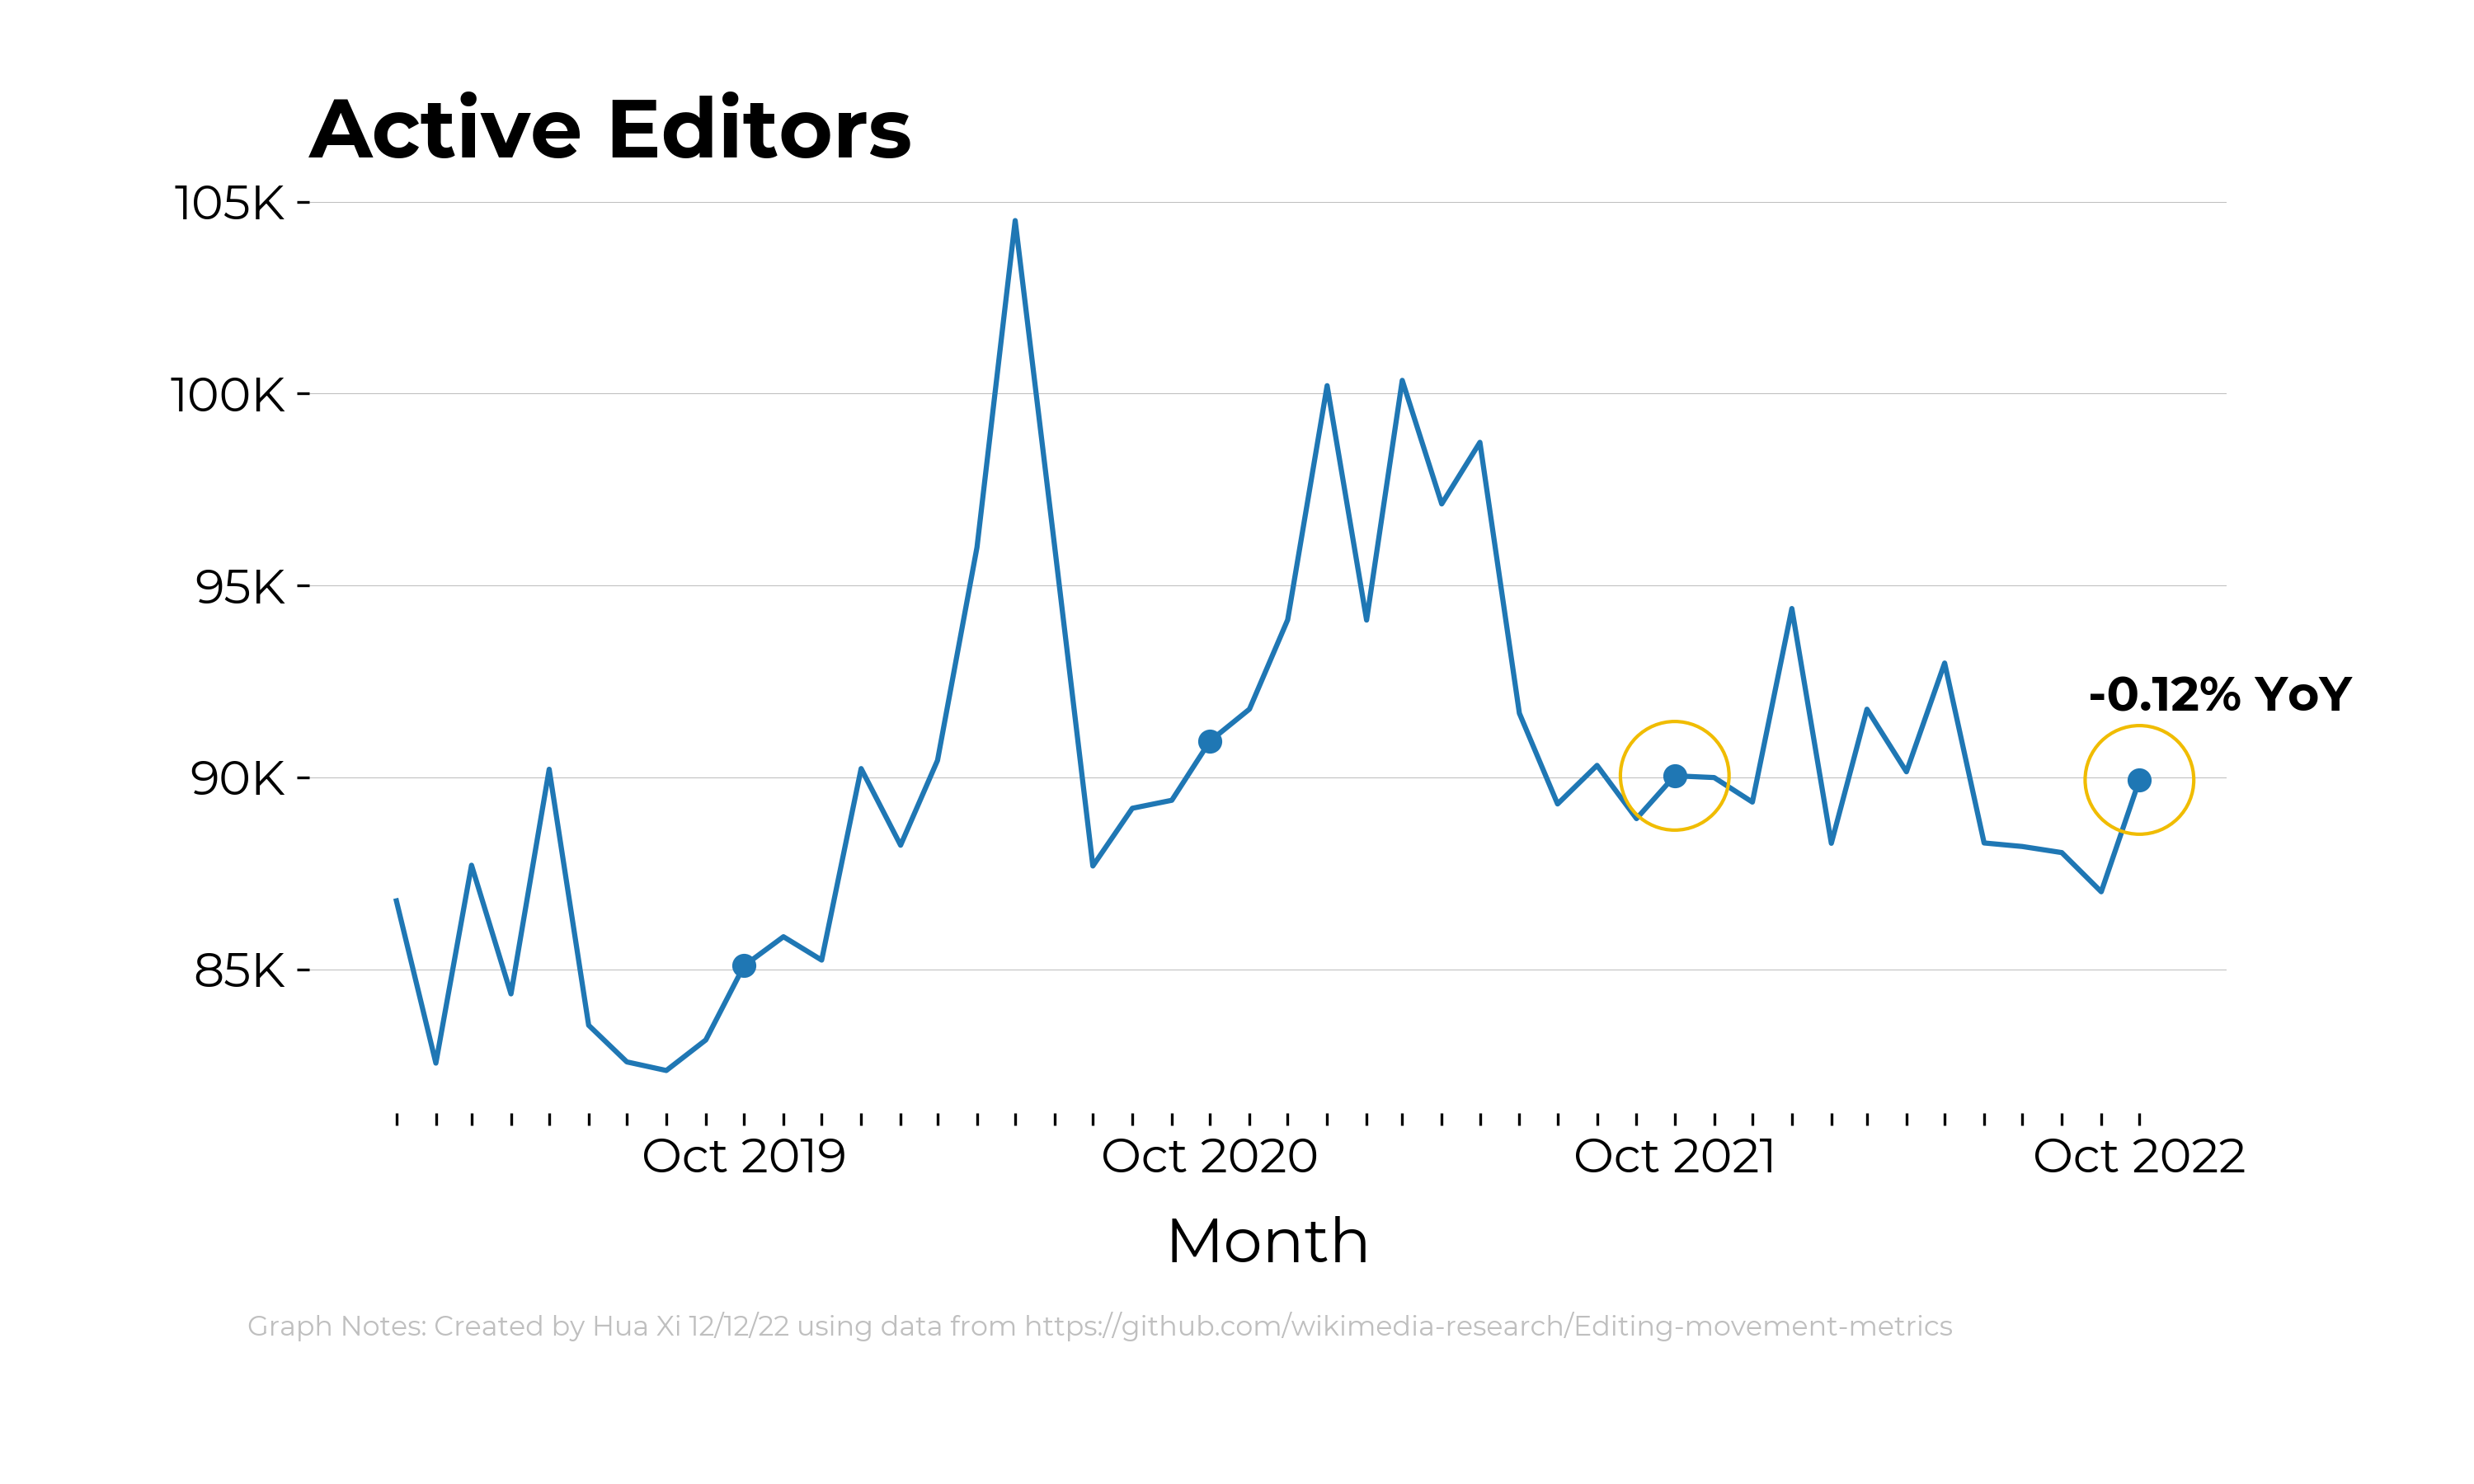 Active Editors
105K
100K
95K
90K
85K
-0.12% YoY
Oct 2019 Oct 2020 Oct 2021 Oct 2022
Month
Graph Notes: Created by Hua Xi 12/12/22 using data from https://github.com/wikimedia-research/Editing-movement-metrics